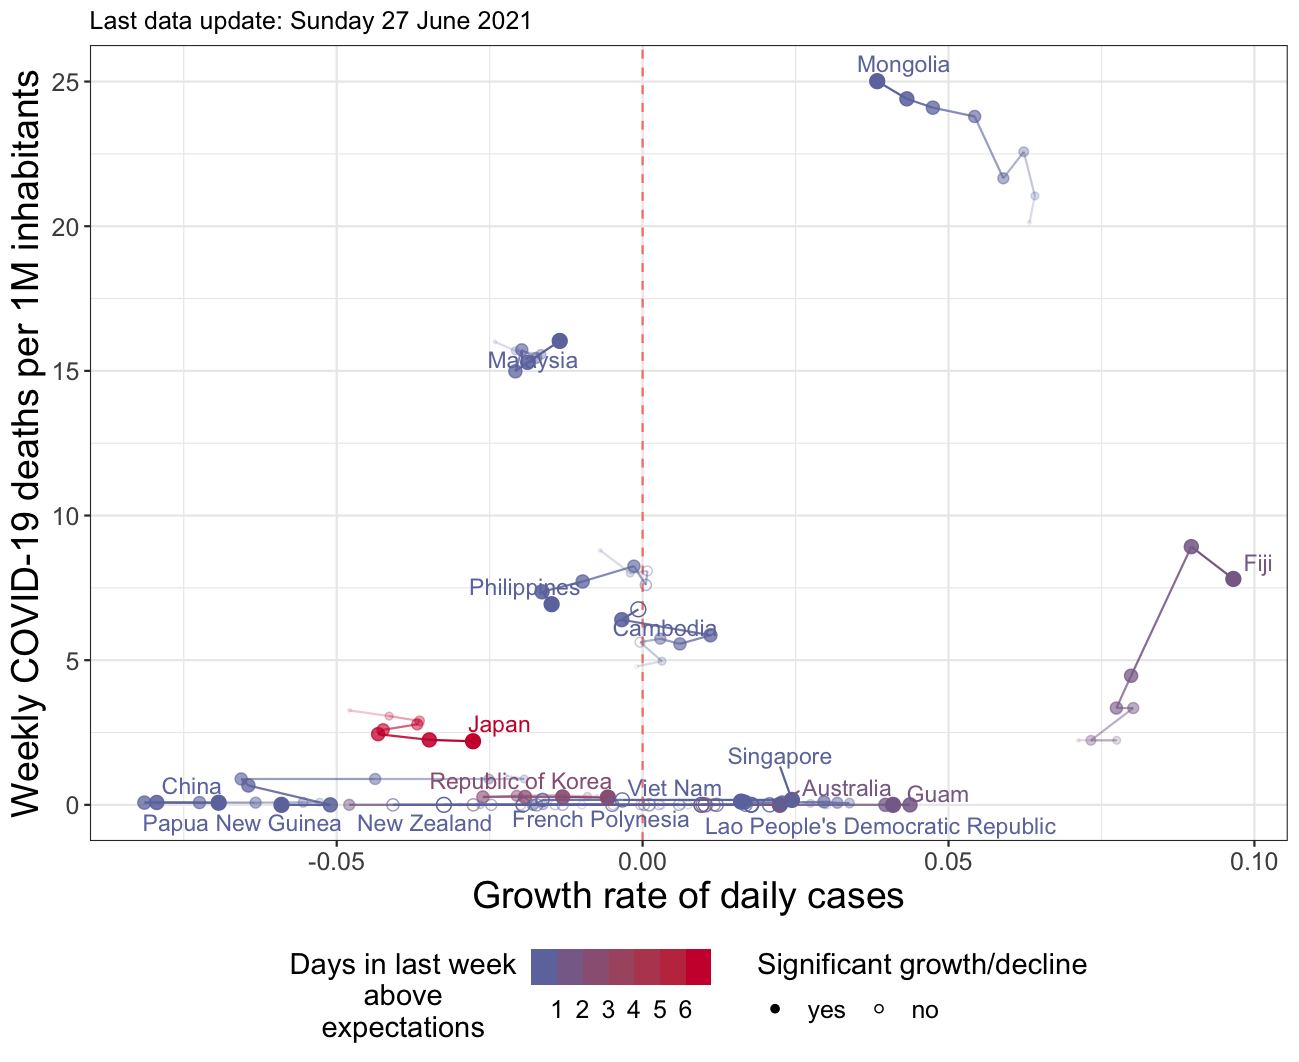 Last data update: Sunday 27 June 2021
Weekly COVID-19 deaths per 1M inhabitants
25
20
15
10
5
0
Mongolia
Malaysia
Philippines
Cambodia
Fiji
Japan
Singapore
China
Republic of Korea
Viet Nam
Australia
Guam
Papua New Guinea
New Zealand
French Polynesia
Lao People's Democratic Republic
-0.05
0.00
0.05
0.10
Growth rate of daily cases
Days in last week
above
expectations
1 2 3 4 5 6
Significant growth/decline
yes
no